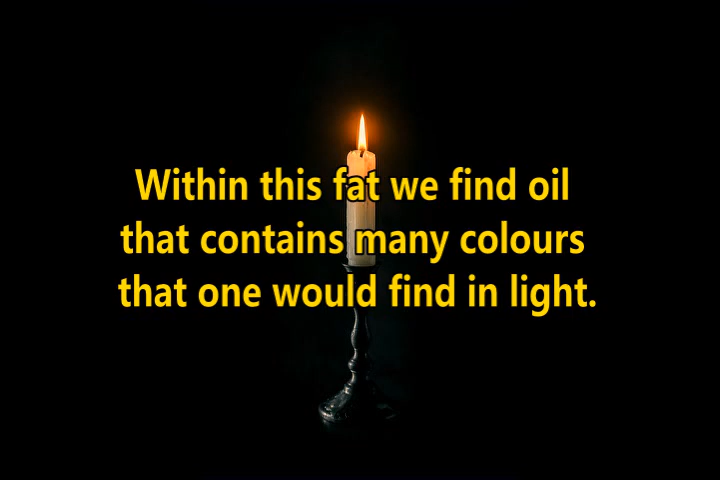 Within this fat we find oil
that contains many colours
that one would find in light.